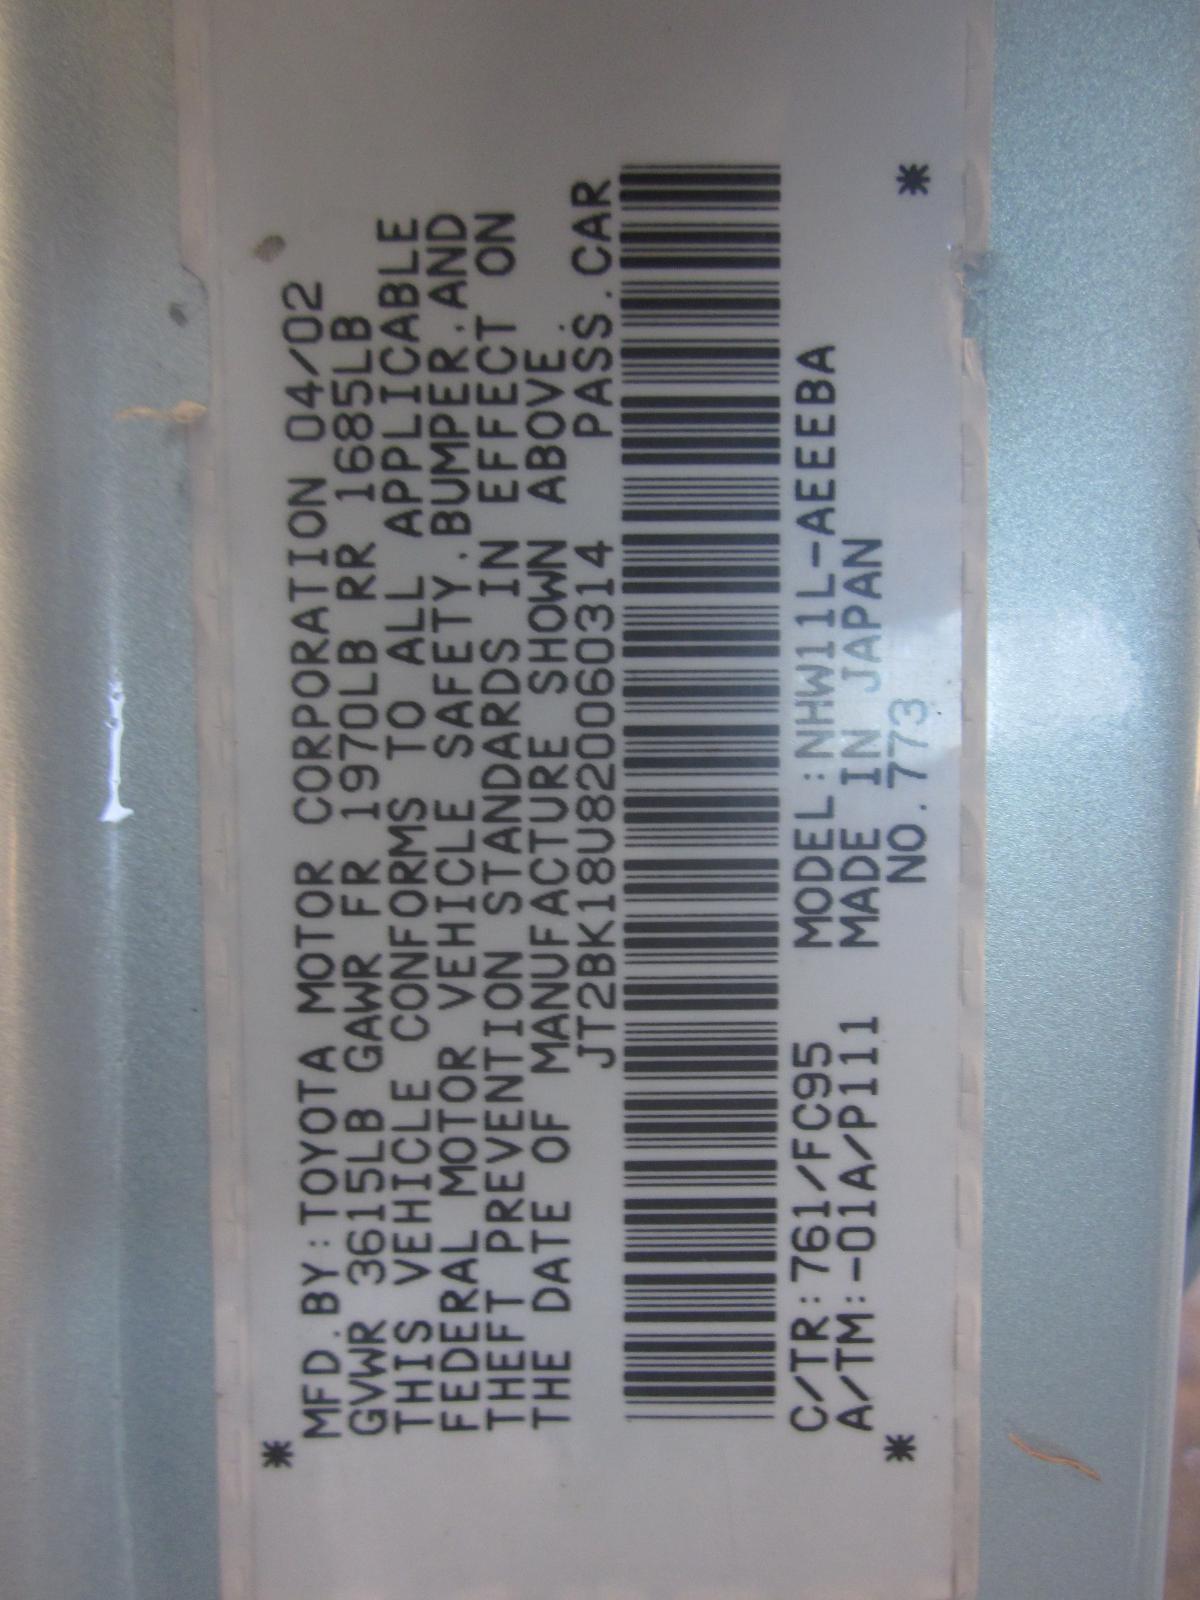 MFD.BY:TOYOTA MOTOR CORPORATION 04/02
GVWR 3615LB GAWR FR 1970LB RR 1685LB
THIS VEHICLE CONFORMS TO ALL APPLICABLE
FEDERAL MOTOR VEHICLE SAFETY,BUMPER,AND
THEFT PREVENTION STANDARDS IN EFFECT ON
THE DATE OF MANUFACTURE SHOWN ABOVE.
JT2BK18U820060314 PASS.CAR
C/TR:761/FC95 MODEL:NHW11L-AEEEBA
A/TM:-01A/P111 MADE IN JAPAN
NO.773